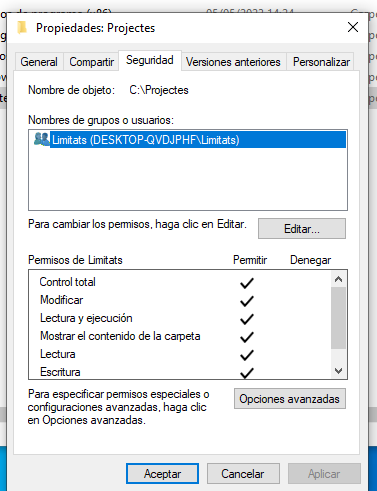 Propiedades: Projectes
General Compartir Seguridad Versiones anteriores Personalizar
Nombre de objeto: C:\Projectes
Nombres de grupos o usuarios:
Limitats (DESKTOP-QVDJPHF\Limitats)
Para cambiar los permisos, haga clic en Editar.
Editar...
Permisos de Limitats Permitir Denegar
Control total
Modificar
Lectura y ejecución
Mostrar el contenido de la carpeta
Lectura
Escritura
Para especificar permisos especiales o
configuraciones avanzadas, haga clic
en Opciones avanzadas.
Opciones avanzadas
Aceptar Cancelar Aplicar